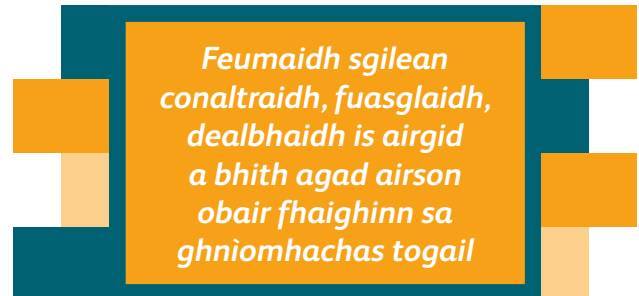 Feumaidh sgilean
conaltraidh, fuasglaidh,
dealbhaidh is airgid
a bhith agad airson
obair fhaighinn sa
ghnìomhachas togail